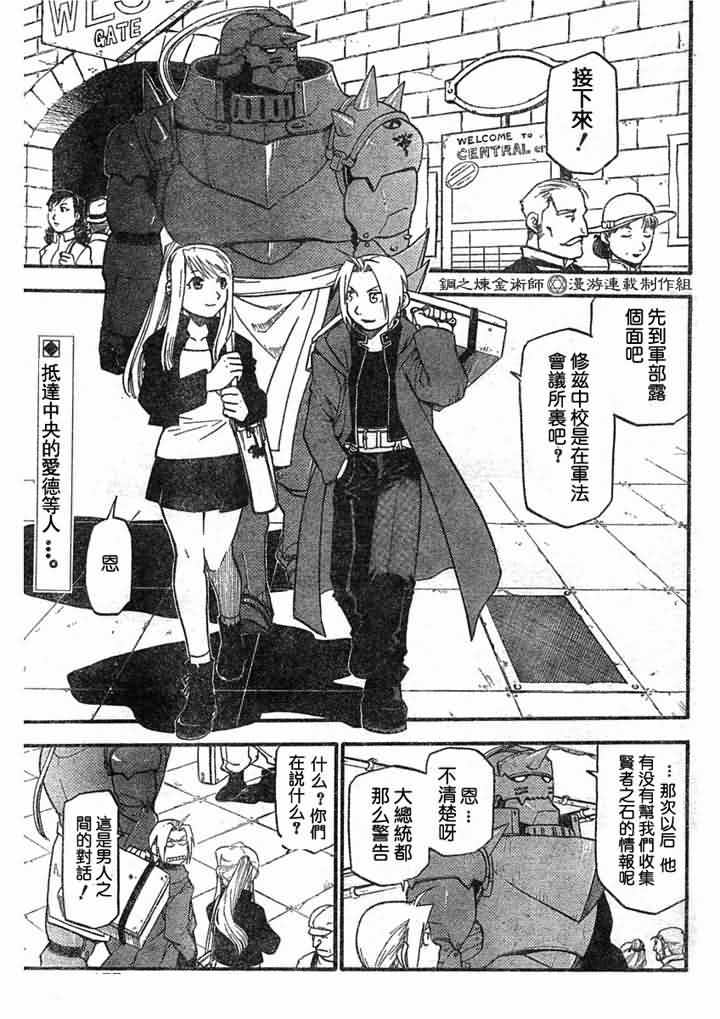 WES
GATE
接下來！
WELCOME TO
CENTRAL
鋼之煉金術師 漫游連載制作組
先到軍部露
個面吧
修兹中校是在軍法
會議所裏吧？
抵達中央的愛德等人…。
恩
…那次以后 他
有没有幫我們收集
賢者之石的情報呢
恩…
不清楚呀
大總統都
那么警告
什么？你們
在説什么？
這是男人之
間的對話！